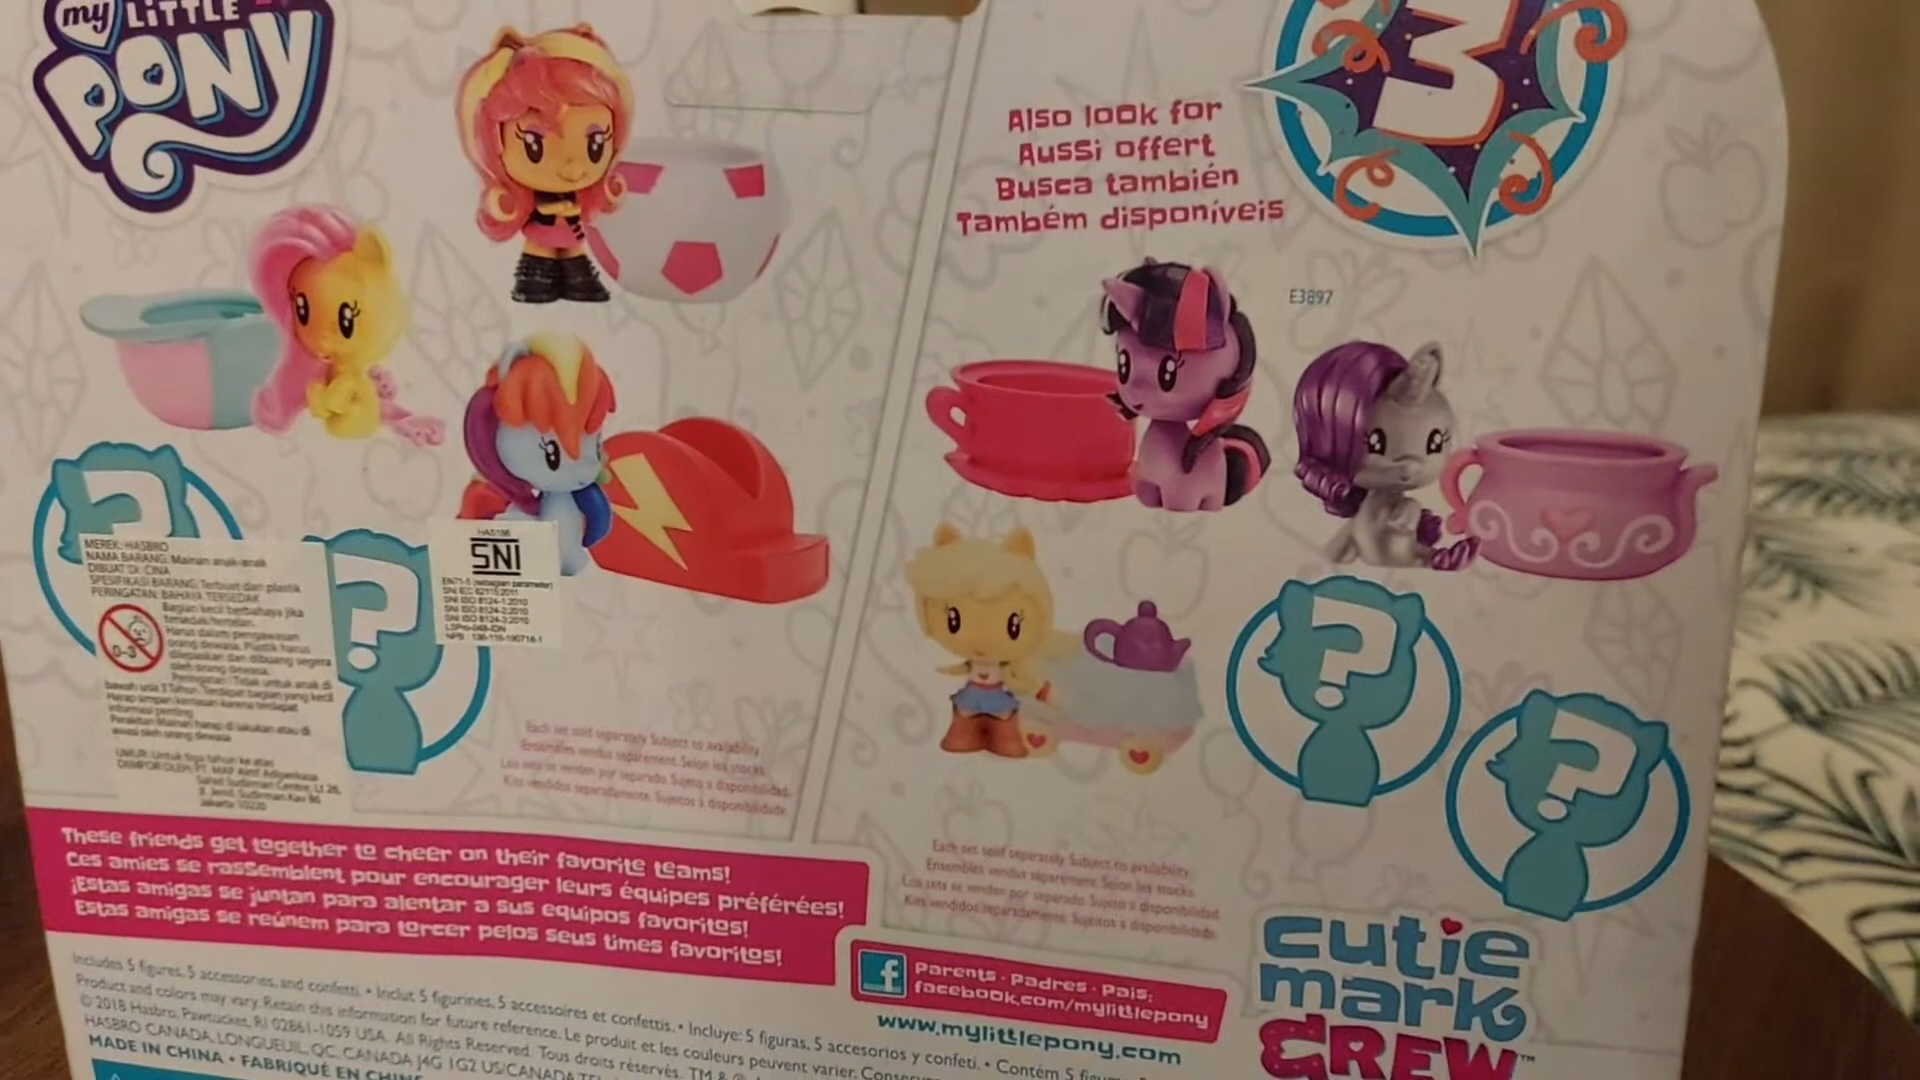 my LITTLE
PONY
3
Also look for
Aussi offert
Busca también
Também disponíveis
E3897
MEREK: HASBRO
NAMA BARANG: Mainan anak-anak
DIBUAT DI: CINA
SPESIFIKASI BARANG: Terbuat dari plastik
PERINGATAN: BAHAYA TERSEDAK
Bagian kecil berbahaya jika
tersedak/tertelan.
Harus dalam pengawasan
orang dewasa. Plastik harus
dilepaskan dan dibuang segera
oleh orang dewasa.
Peringatan: Tidak untuk anak di
bawah usia 3 Tahun. Terdapat bagian yang kecil
Harap simpan kemasan karena terdapat
informasi penting
Perakitan Mainan harap di lakukan atau di
awasi oleh orang dewasa
0-3
UMUR: Untuk tiga tahun ke atas
DIIMPOR OLEH: PT. MAP Aktif Adiperkasa
Sahid Sudirman Centre, Lt 26,
Jl. Jend. Sudirman Kav 86
Jakarta 10220
HA5196
SNI
EN71-5 (sebagian parameter)
SNI IEC 62115:2011
SNI ISO 8124-1:2010
SNI ISO 8124-2:2010
SNI ISO 8124-3:2010
LSPro-048-IDN
NPB : 136-116-190716-1
?
?
?
?
Each set sold separately. Subject to availability.
Ensembles vendus séparément. Selon les stocks.
Los sets se venden por separado. Sujeto a disponibilidad.
Kits vendidos separadamente. Sujeitos à disponibilidade.
Each set sold separately. Subject to availability.
Ensembles vendus séparément. Selon les stocks.
Los sets se venden por separado. Sujeto a disponibilidad.
Kits vendidos separadamente. Sujeitos à disponibilidade.
These friends get together to cheer on their favorite teams!
Ces amies se rassemblent pour encourager leurs équipes préférées!
¡Estas amigas se juntan para alentar a sus equipos favoritos!
Estas amigas se reúnem para torcer pelos seus times favoritos!
f
Parents · Padres · Pais:
facebook.com/mylittlepony
www.mylittlepony.com
cutie
mark
CREW™
Includes 5 figures, 5 accessories, and confetti. • Inclut 5 figurines, 5 accessoires et confettis. • Incluye: 5 figuras, 5 accesorios y confeti. • Contém 5
Product and colors may vary. Retain this information for future reference. Le produit et les couleurs peuvent varier.
© 2018 Hasbro, Pawtucket, RI 02861-1059 USA. All Rights Reserved. Tous droits réservés. TM & ®
HASBRO CANADA, LONGUEUIL, QC, CANADA J4G 1G2 US/CANADA
MADE IN CHINA • FABRIQUÉ EN CHINE